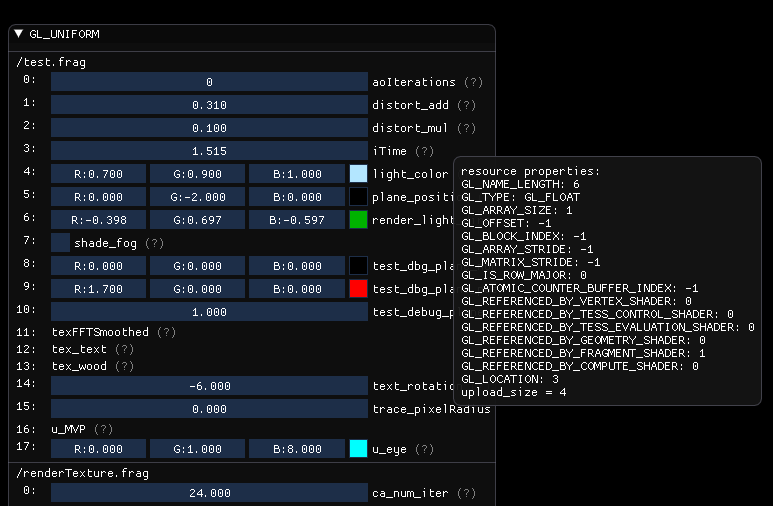 ▼ GL_UNIFORM
/test.frag
0: 0 aoIterations (?)
1: 0.310 distort_add (?)
2: 0.100 distort_mul (?)
3: 1.515 iTime (?)
4: R:0.700 G:0.900 B:1.000 light_color
5: R:0.000 G:-2.000 B:0.000 plane_positi
6: R:-0.398 G:0.697 B:-0.597 render_light
7: shade_fog (?)
8: R:0.000 G:0.000 B:0.000 test_dbg_pla
9: R:1.700 G:0.000 B:0.000 test_dbg_pla
10: 1.000 test_debug_p
11: texFFTSmoothed (?)
12: tex_text (?)
13: tex_wood (?)
14: -6.000 text_rotatio
15: 0.000 trace_pixelRadius
16: u_MVP (?)
17: R:0.000 G:1.000 B:8.000 u_eye (?)
/renderTexture.frag
0: 24.000 ca_num_iter (?)
resource properties:
GL_NAME_LENGTH: 6
GL_TYPE: GL_FLOAT
GL_ARRAY_SIZE: 1
GL_OFFSET: -1
GL_BLOCK_INDEX: -1
GL_ARRAY_STRIDE: -1
GL_MATRIX_STRIDE: -1
GL_IS_ROW_MAJOR: 0
GL_ATOMIC_COUNTER_BUFFER_INDEX: -1
GL_REFERENCED_BY_VERTEX_SHADER: 0
GL_REFERENCED_BY_TESS_CONTROL_SHADER: 0
GL_REFERENCED_BY_TESS_EVALUATION_SHADER: 0
GL_REFERENCED_BY_GEOMETRY_SHADER: 0
GL_REFERENCED_BY_FRAGMENT_SHADER: 1
GL_REFERENCED_BY_COMPUTE_SHADER: 0
GL_LOCATION: 3
upload_size = 4